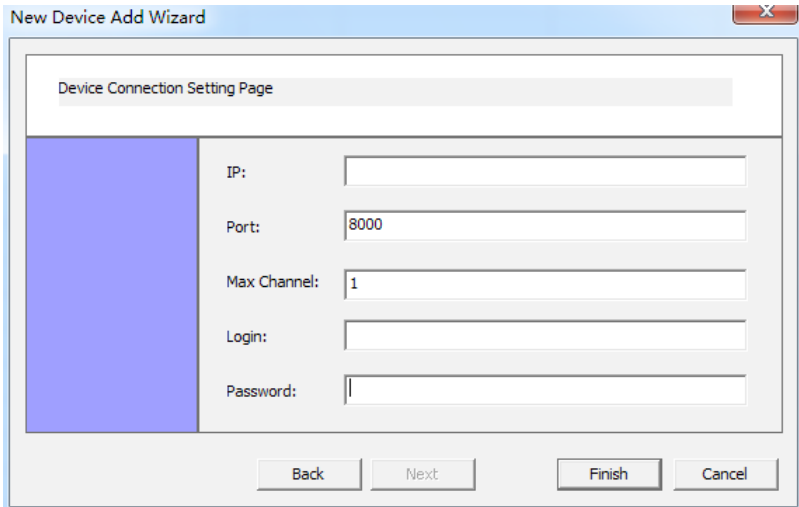 New Device Add Wizard
Device Connection Setting Page
IP:
Port: 8000
Max Channel: 1
Login:
Password:
Back Next Finish Cancel